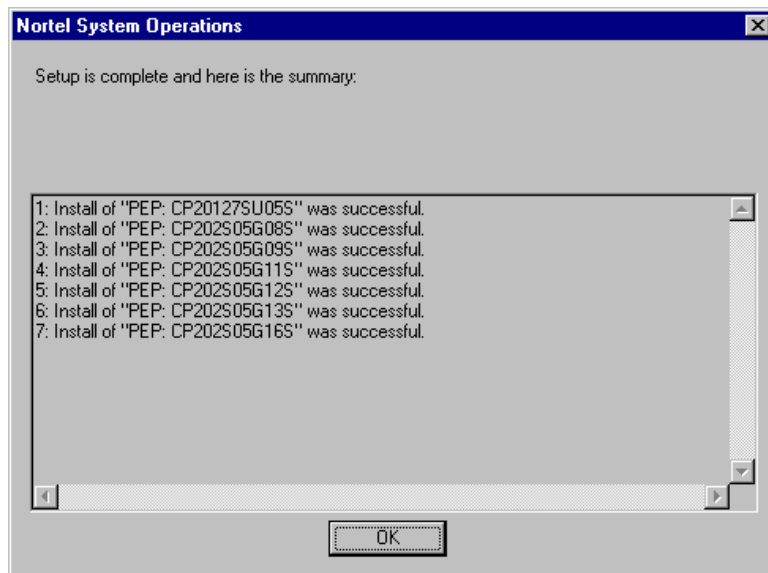 Nortel System Operations
Setup is complete and here is the summary:
1: Install of "PEP: CP20127SU05S" was successful.
2: Install of "PEP: CP202S05G08S" was successful.
3: Install of "PEP: CP202S05G09S" was successful.
4: Install of "PEP: CP202S05G11S" was successful.
5: Install of "PEP: CP202S05G12S" was successful.
6: Install of "PEP: CP202S05G13S" was successful.
7: Install of "PEP: CP202S05G16S" was successful.
OK